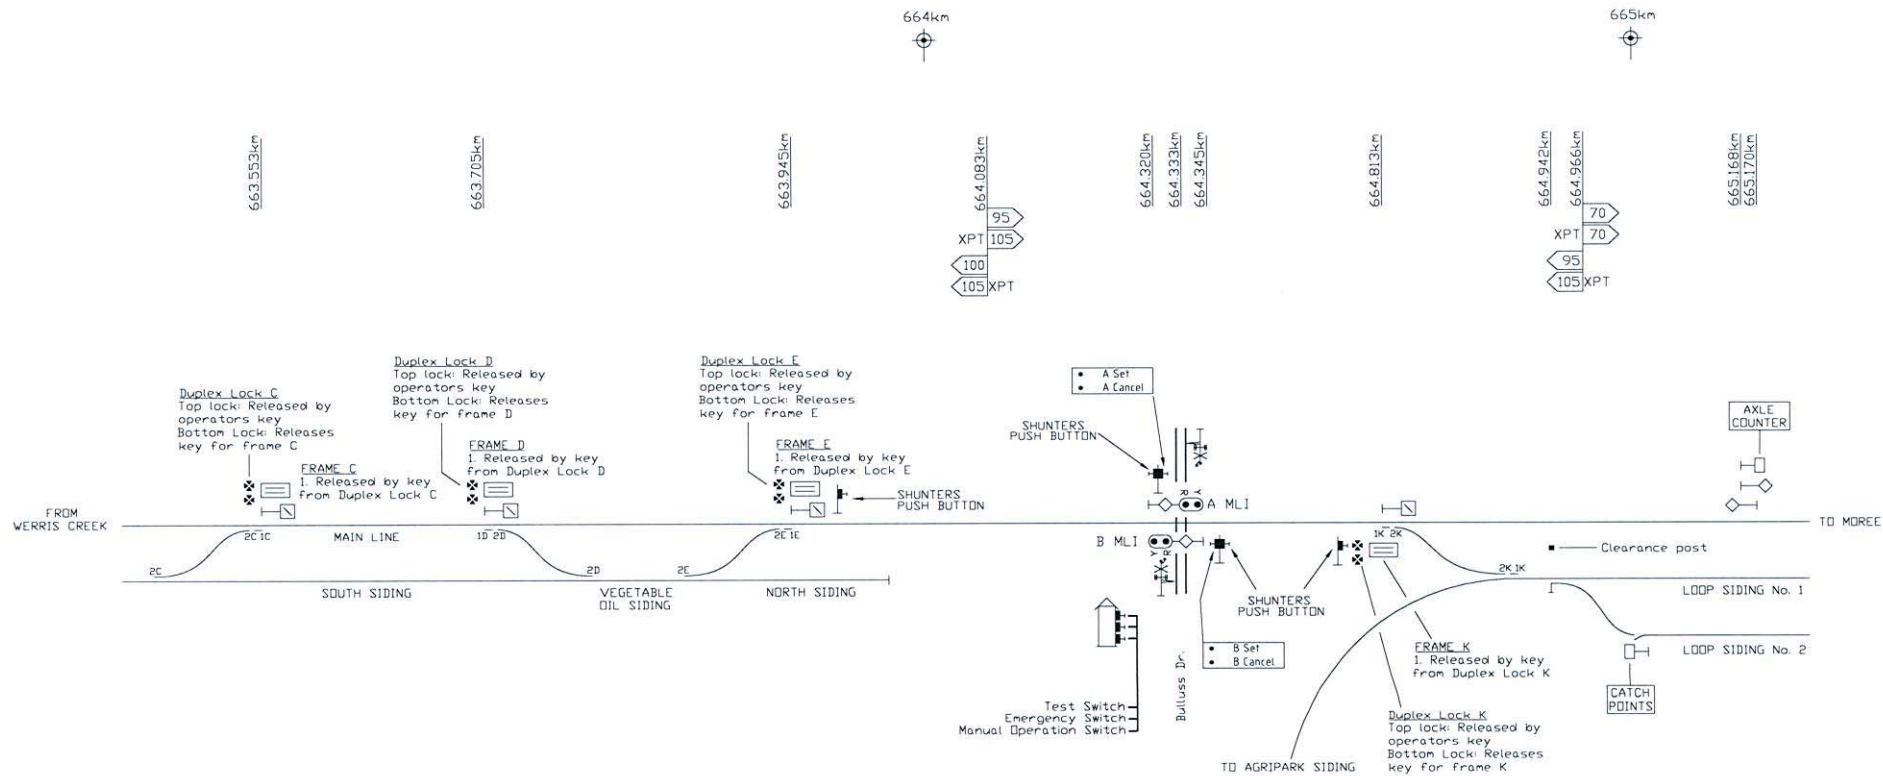 664km
665km
663.553km
663.705km
663.945km
664.083km
664.320km
664.333km
664.345km
664.813km
664.942km
664.966km
665.168km
665.170km
95
XPT 105
100
105 XPT
70
XPT 70
95
105 XPT
Duplex Lock C
Top lock: Released by
operators key
Bottom Lock: Releases
key for frame C
FRAME C
1. Released by key
from Duplex Lock C
Duplex Lock D
Top lock: Released by
operators key
Bottom Lock: Releases
key for frame D
FRAME D
1. Released by key
from Duplex Lock D
Duplex Lock E
Top lock: Released by
operators key
Bottom Lock: Releases
key for frame E
FRAME E
1. Released by key
from Duplex Lock E
SHUNTERS
PUSH BUTTON
• A Set
• A Cancel
SHUNTERS
PUSH BUTTON
AXLE
COUNTER
FROM
WERRIS CREEK
R Y
A MLI
TO MOREE
2C 1C
MAIN LINE
1D 2D
2E 1E
B MLI
Y R
1K 2K
Clearance post
2C
2D
2E
2K 1K
SOUTH SIDING
VEGETABLE
OIL SIDING
NORTH SIDING
SHUNTERS
PUSH BUTTON
LOOP SIDING No. 1
• B Set
• B Cancel
FRAME K
1. Released by key
from Duplex Lock K
LOOP SIDING No. 2
CATCH
POINTS
Bulluss Dr.
Test Switch
Emergency Switch
Manual Operation Switch
Duplex Lock K
Top lock: Released by
operators key
Bottom Lock: Releases
key for frame K
TO AGRIPARK SIDING